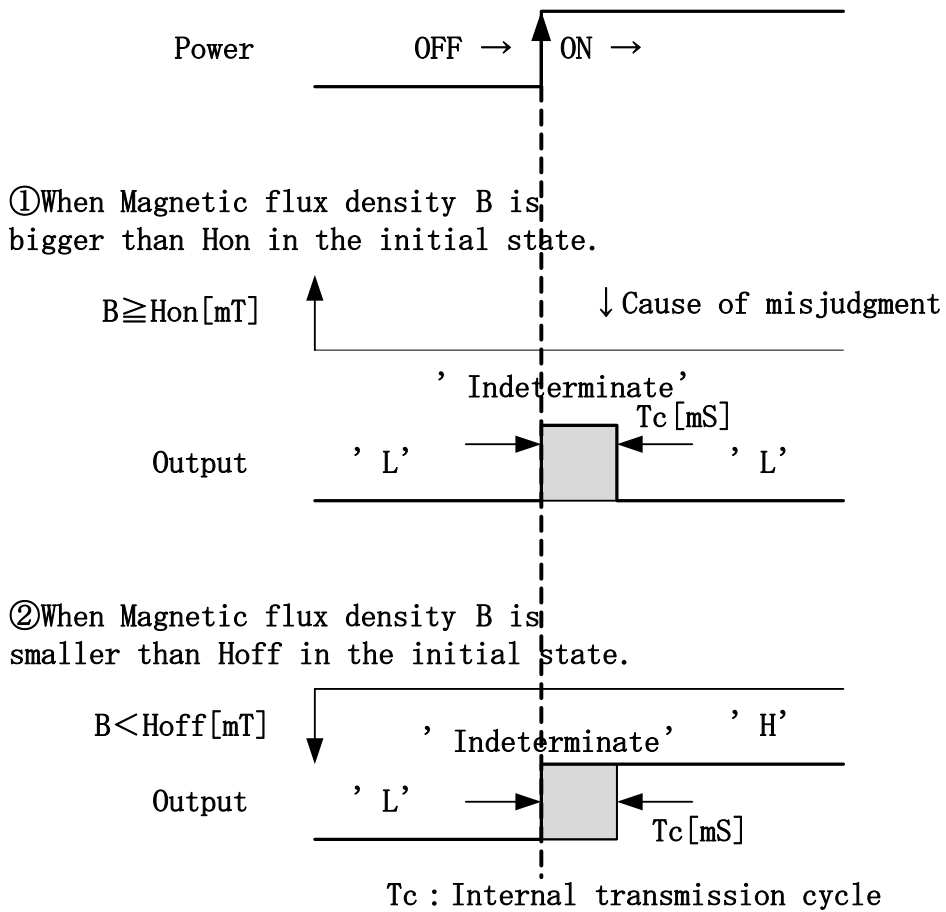 Power OFF → ON →
①When Magnetic flux density B is
bigger than Hon in the initial state.
B≧Hon[mT] ↓Cause of misjudgment
’Indeterminate’
Tc[mS]
Output ’L’ ’L’
②When Magnetic flux density B is
smaller than Hoff in the initial state.
B＜Hoff[mT] ’Indeterminate’ ’H’
Output ’L’
Tc[mS]
Tc：Internal transmission cycle